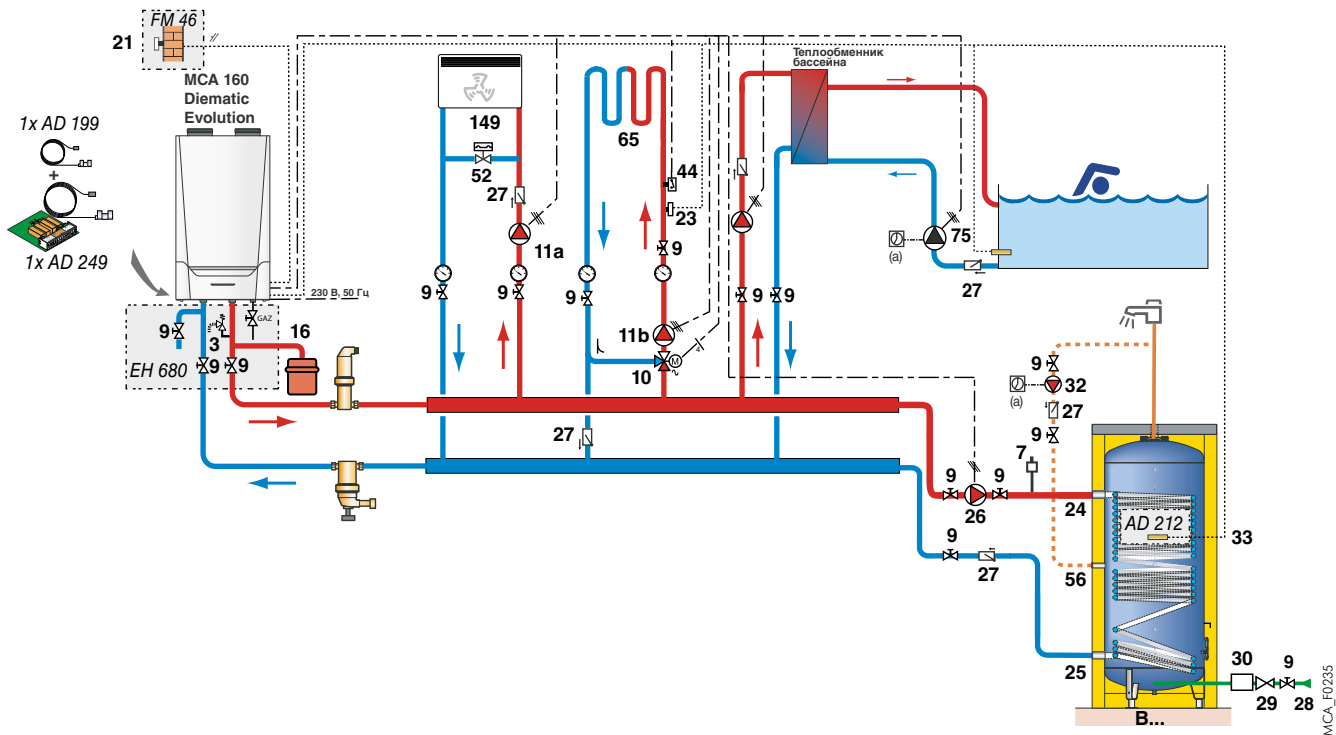 FM 46
21
MCA 160
Diematic
Evolution
1x AD 199
+
1x AD 249
230 В, 50 Гц
GAZ
9
3
16
9
9
EH 680
149
52
27
11a
9
9
65
44
23
9
9
11b
M
10
27
Теплообменник
бассейна
9
9
75
(a)
27
9
32
(a)
27
9
7
9
9
26
24
AD 212
33
9
27
56
25
30
9
29
28
B...
MCA_F0235